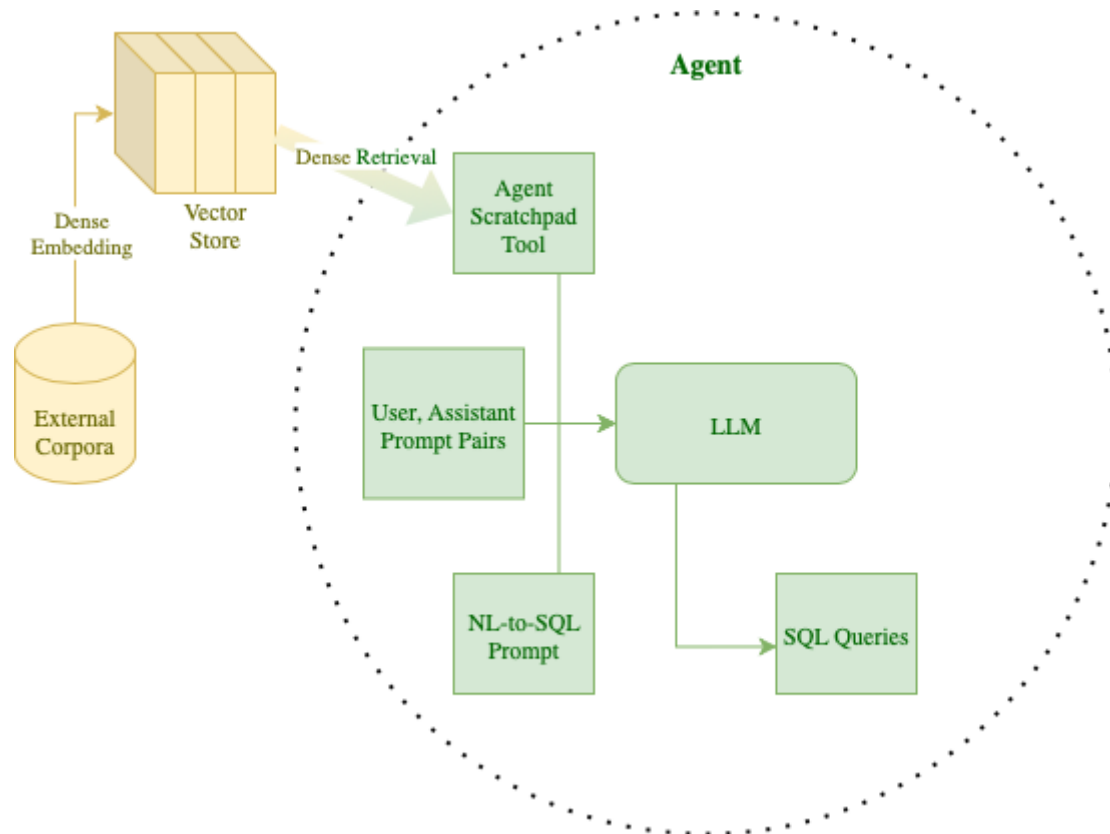 Agent
Dense Retrieval
Agent
Scratchpad
Tool
Vector
Store
Dense
Embedding
External
Corpora
User, Assistant
Prompt Pairs
LLM
NL-to-SQL
Prompt
SQL Queries